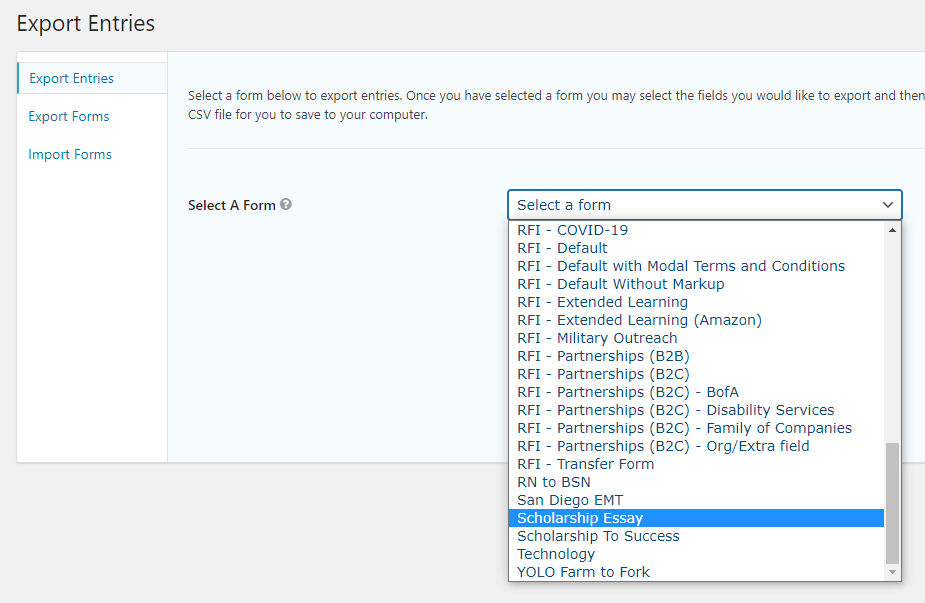 Export Entries
Export Entries
Export Forms
Import Forms
Select a form below to export entries. Once you have selected a form you may select the fields you would like to export and then
CSV file for you to save to your computer.
Select A Form ?
Select a form
RFI - COVID-19
RFI - Default
RFI - Default with Modal Terms and Conditions
RFI - Default Without Markup
RFI - Extended Learning
RFI - Extended Learning (Amazon)
RFI - Military Outreach
RFI - Partnerships (B2B)
RFI - Partnerships (B2C)
RFI - Partnerships (B2C) - BofA
RFI - Partnerships (B2C) - Disability Services
RFI - Partnerships (B2C) - Family of Companies
RFI - Partnerships (B2C) - Org/Extra field
RFI - Transfer Form
RN to BSN
San Diego EMT
Scholarship Essay
Scholarship To Success
Technology
YOLO Farm to Fork